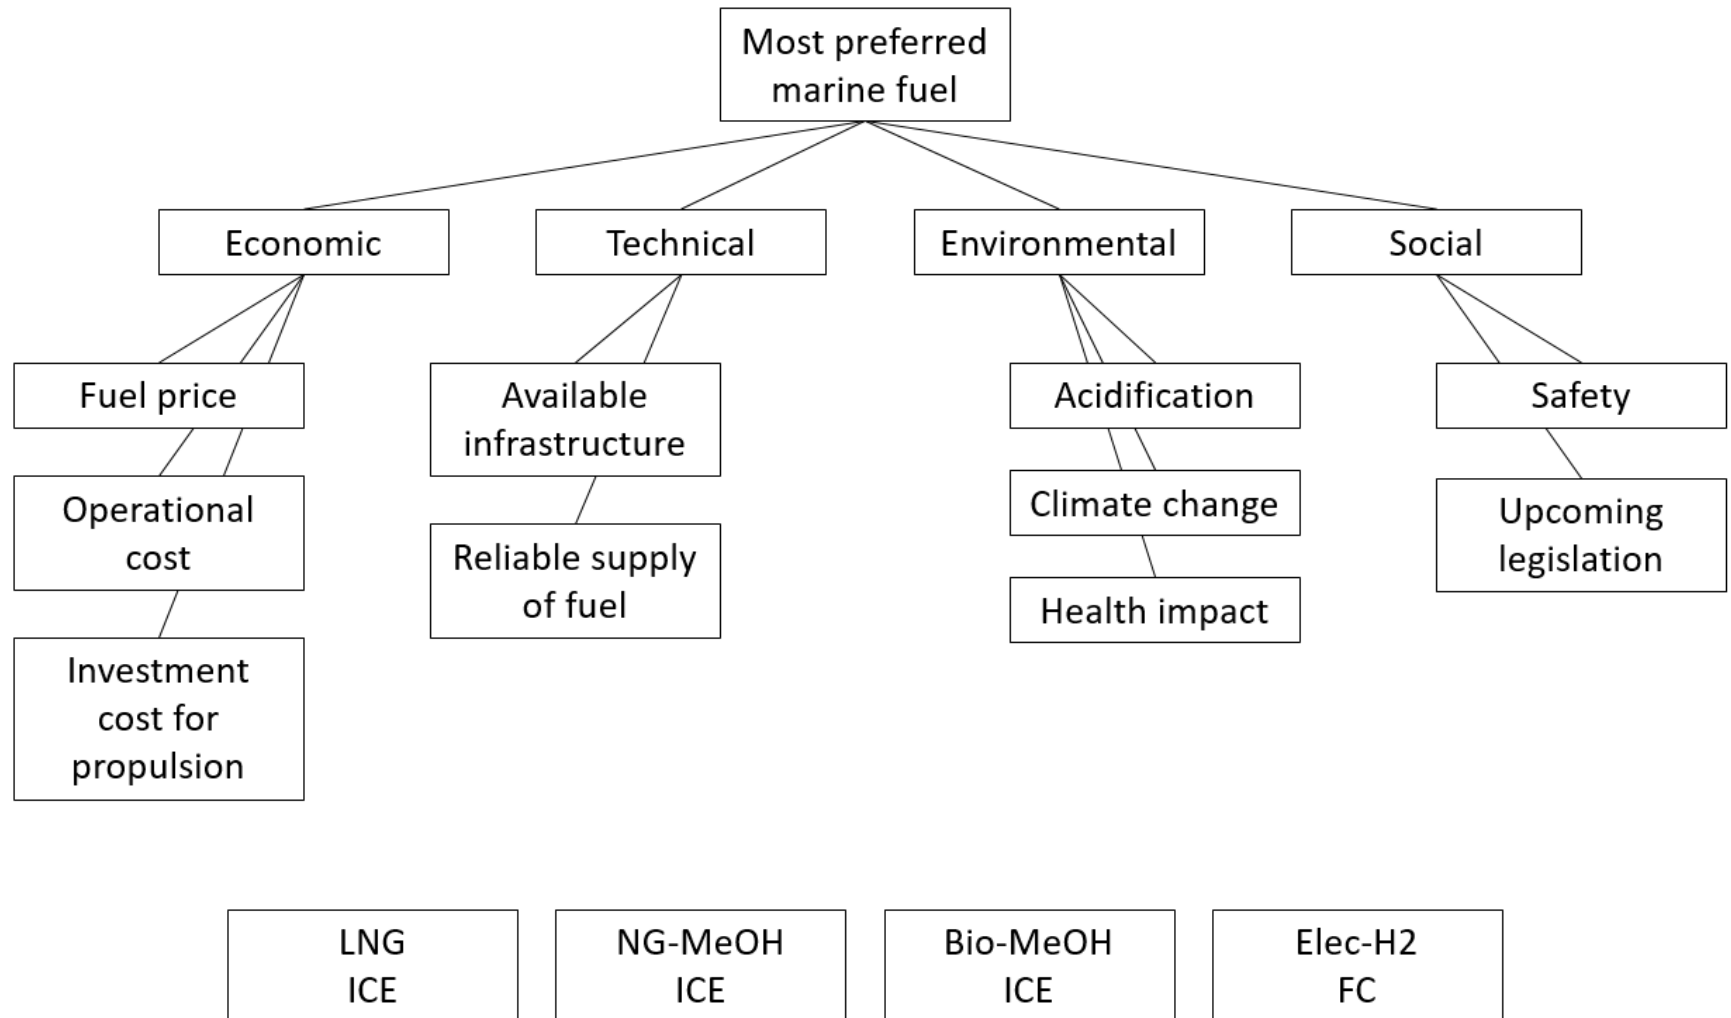 Most preferred
marine fuel
Economic
Technical
Environmental
Social
Fuel price
Operational
cost
Investment
cost for
propulsion
Available
infrastructure
Reliable supply
of fuel
Acidification
Climate change
Health impact
Safety
Upcoming
legislation
LNG
ICE
NG-MeOH
ICE
Bio-MeOH
ICE
Elec-H2
FC